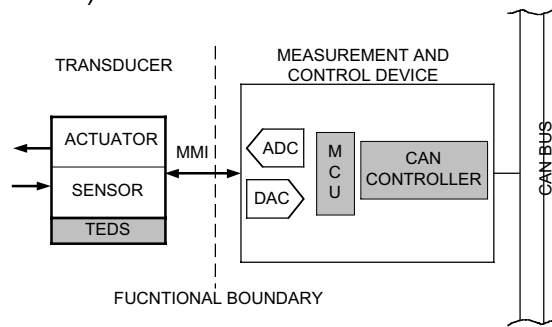 )
TRANSDUCER
MEASUREMENT AND
CONTROL DEVICE
ACTUATOR
SENSOR
TEDS
MMI
ADC
DAC
M
C
U
CAN
CONTROLLER
CAN BUS
FUCNTIONAL BOUNDARY